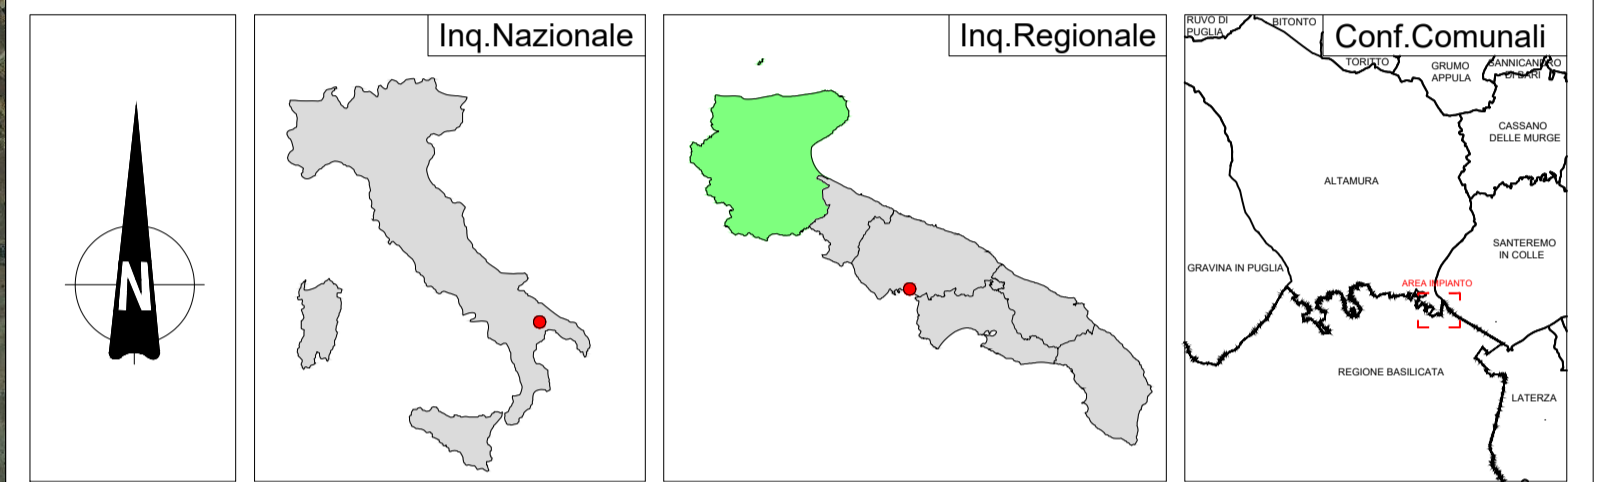 N
Inq.Nazionale
Inq.Regionale
Conf.Comunali
RUVO DI
PUGLIA
BITONTO
TORITTO
GRUMO
APPULA
SANNICANDRO
DI BARI
CASSANO
DELLE MURGE
ALTAMURA
SANTEREMO
IN COLLE
GRAVINA IN PUGLIA
AREA IMPIANTO
REGIONE BASILICATA
LATERZA